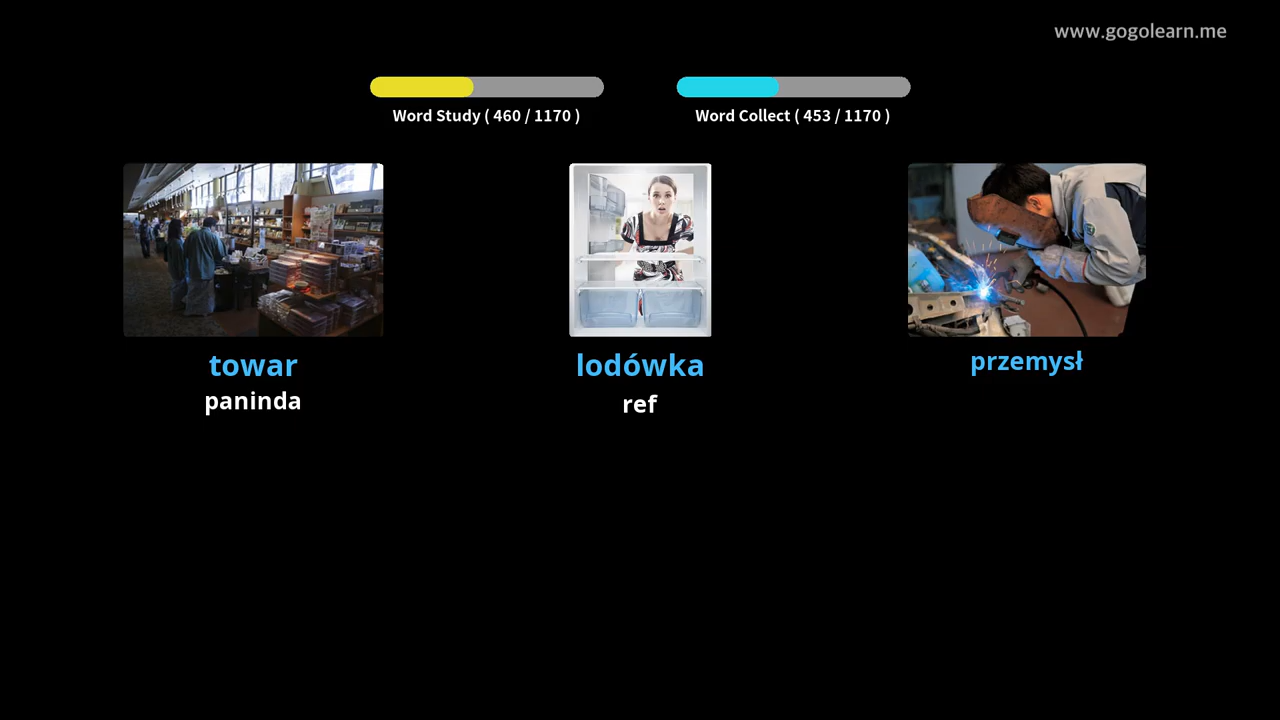 www.gogolearn.me
Word Study ( 460 / 1170 )
Word Collect ( 453 / 1170 )
towar
paninda
lodówka
ref
przemysł